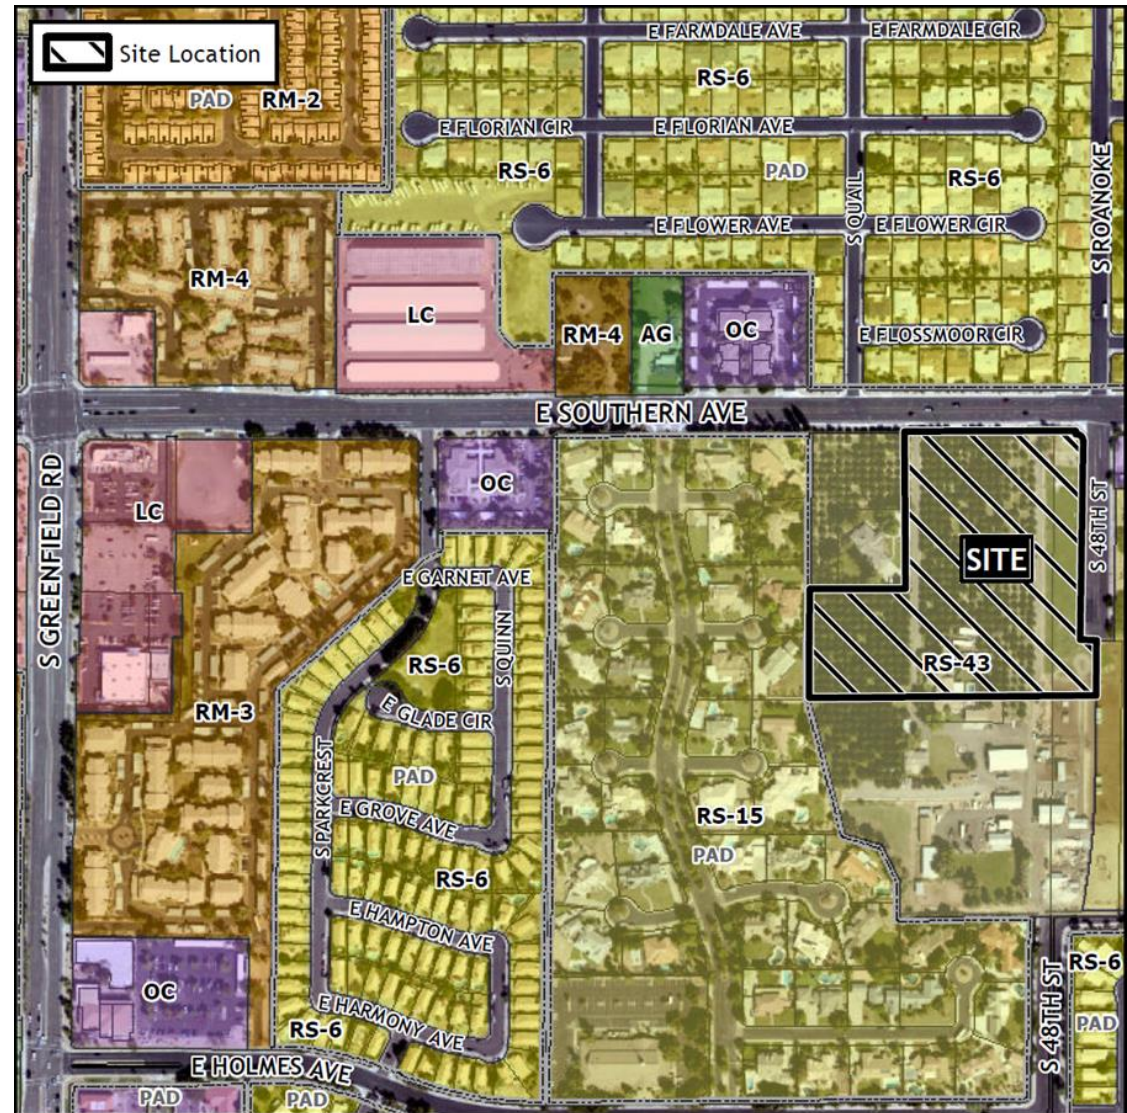 Site Location
E FARMDALE AVE
E FARMDALE CIR
RS-6
PAD
RM-2
E FLORIAN CIR
E FLORIAN AVE
RS-6
PAD
RS-6
S ROANOKE
E FLOWER AVE
S QUAIL
E FLOWER CIR
RM-4
LC
RM-4
AG
OC
E FLOSSMOOR CIR
E SOUTHERN AVE
S GREENFIELD RD
LC
OC
S 48TH ST
SITE
E GARNET AVE
S QUINN
RS-6
RS-43
RM-3
E GLADE CIR
S PARKCREST
PAD
E GROVE AVE
RS-15
PAD
RS-6
E HAMPTON AVE
OC
RS-6
E HARMONY AVE
S 48TH ST
RS-6
PAD
E HOLMES AVE
PAD
PAD